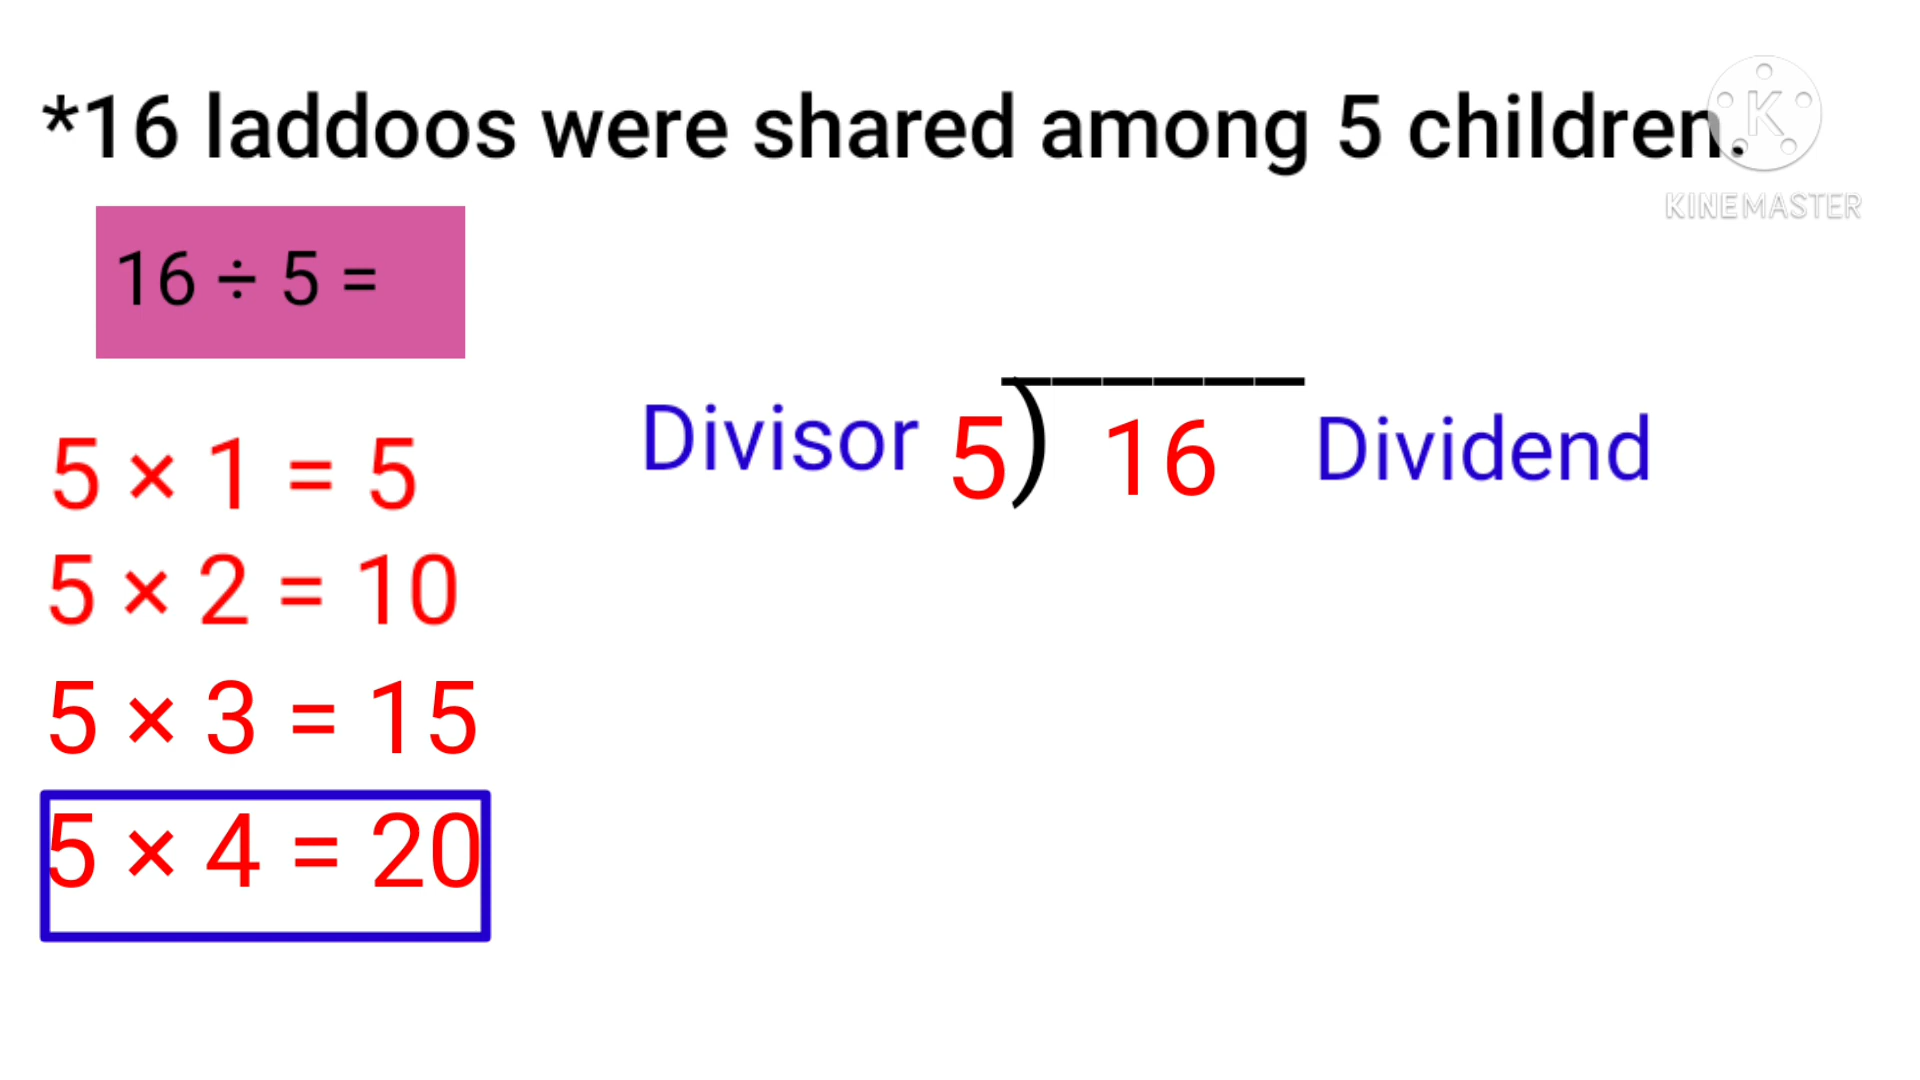 *16 laddoos were shared among 5 children.
K
KINEMASTER
16 ÷ 5 =
5 × 1 = 5
5 × 2 = 10
5 × 3 = 15
5 × 4 = 20
Divisor 5) 16 Dividend